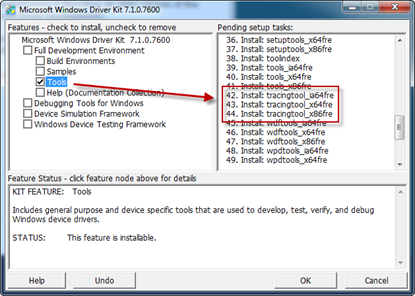 Microsoft Windows Driver Kit 7.1.0.7600
Features - check to install, uncheck to remove
Microsoft Windows Driver Kit 7.1.0.7600
Full Development Environment
Build Environments
Samples
Tools
Help (Documentation Collection)
Debugging Tools for Windows
Device Simulation Framework
Windows Device Testing Framework
Pending setup tasks:
36. Install: setuptools_x64fre
37. Install: setuptools_x86fre
38. Install: toolindex
39. Install: tools_ia64fre
40. Install: tools_x64fre
41. Install: tools_x86fre
42. Install: tracingtool_ia64fre
43. Install: tracingtool_x64fre
44. Install: tracingtool_x86fre
45. Install: wdftools_ia64fre
46. Install: wdftools_x64fre
47. Install: wdftools_x86fre
48. Install: wpdtools_ia64fre
49. Install: wpdtools_x64fre
Feature Status - click feature node above for details
KIT FEATURE: Tools
Includes general purpose and device specific tools that are used to develop, test, verify, and debug
Windows device drivers.
STATUS: This feature is installable.
Help
Undo
OK
Cancel